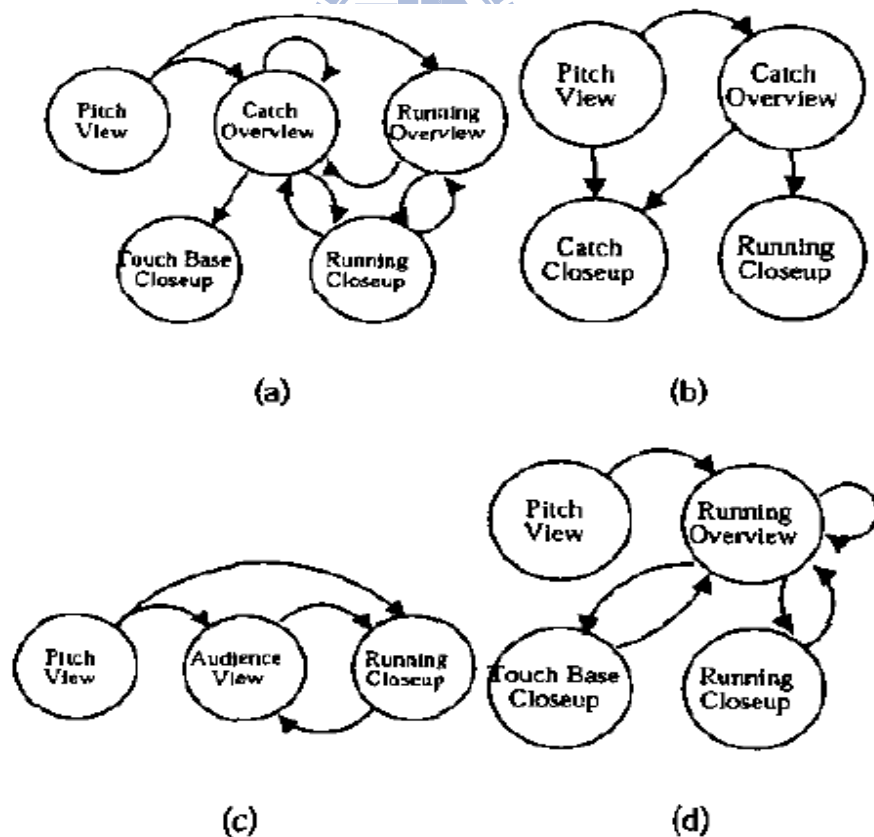 Pitch
View
Catch
Overview
Running
Overview
Touch Base
Closeup
Running
Closeup
(a)
Pitch
View
Catch
Overview
Catch
Closeup
Running
Closeup
(b)
Pitch
View
Audience
View
Running
Closeup
(c)
Pitch
View
Running
Overview
Touch Base
Closeup
Running
Closeup
(d)